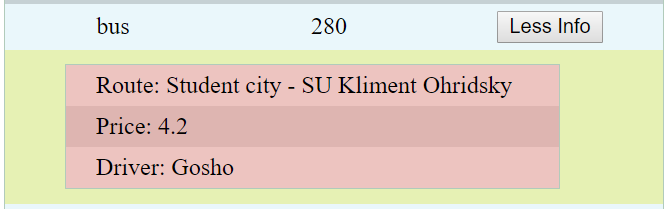 bus 280 Less Info
Route: Student city - SU Kliment Ohridsky
Price: 4.2
Driver: Gosho